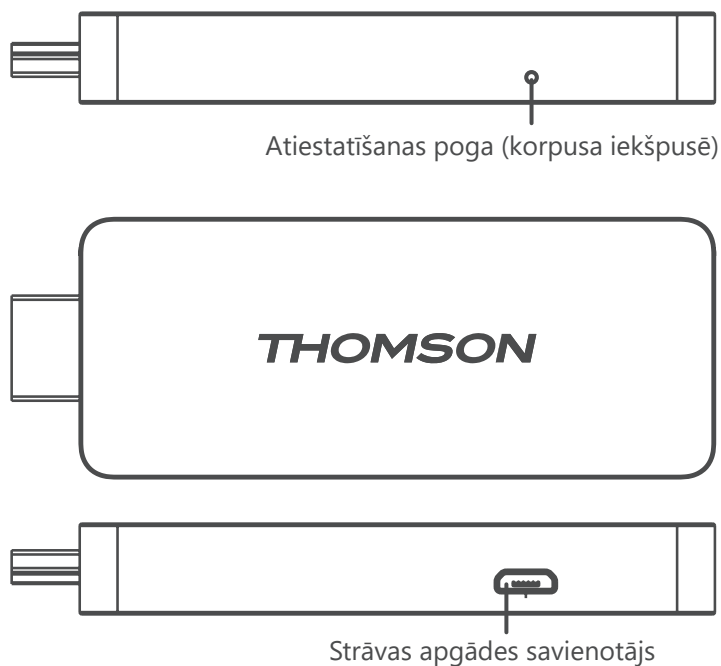 Atiestatīšanas poga (korpusa iekšpusē)
THOMSON
Strāvas apgādes savienotājs